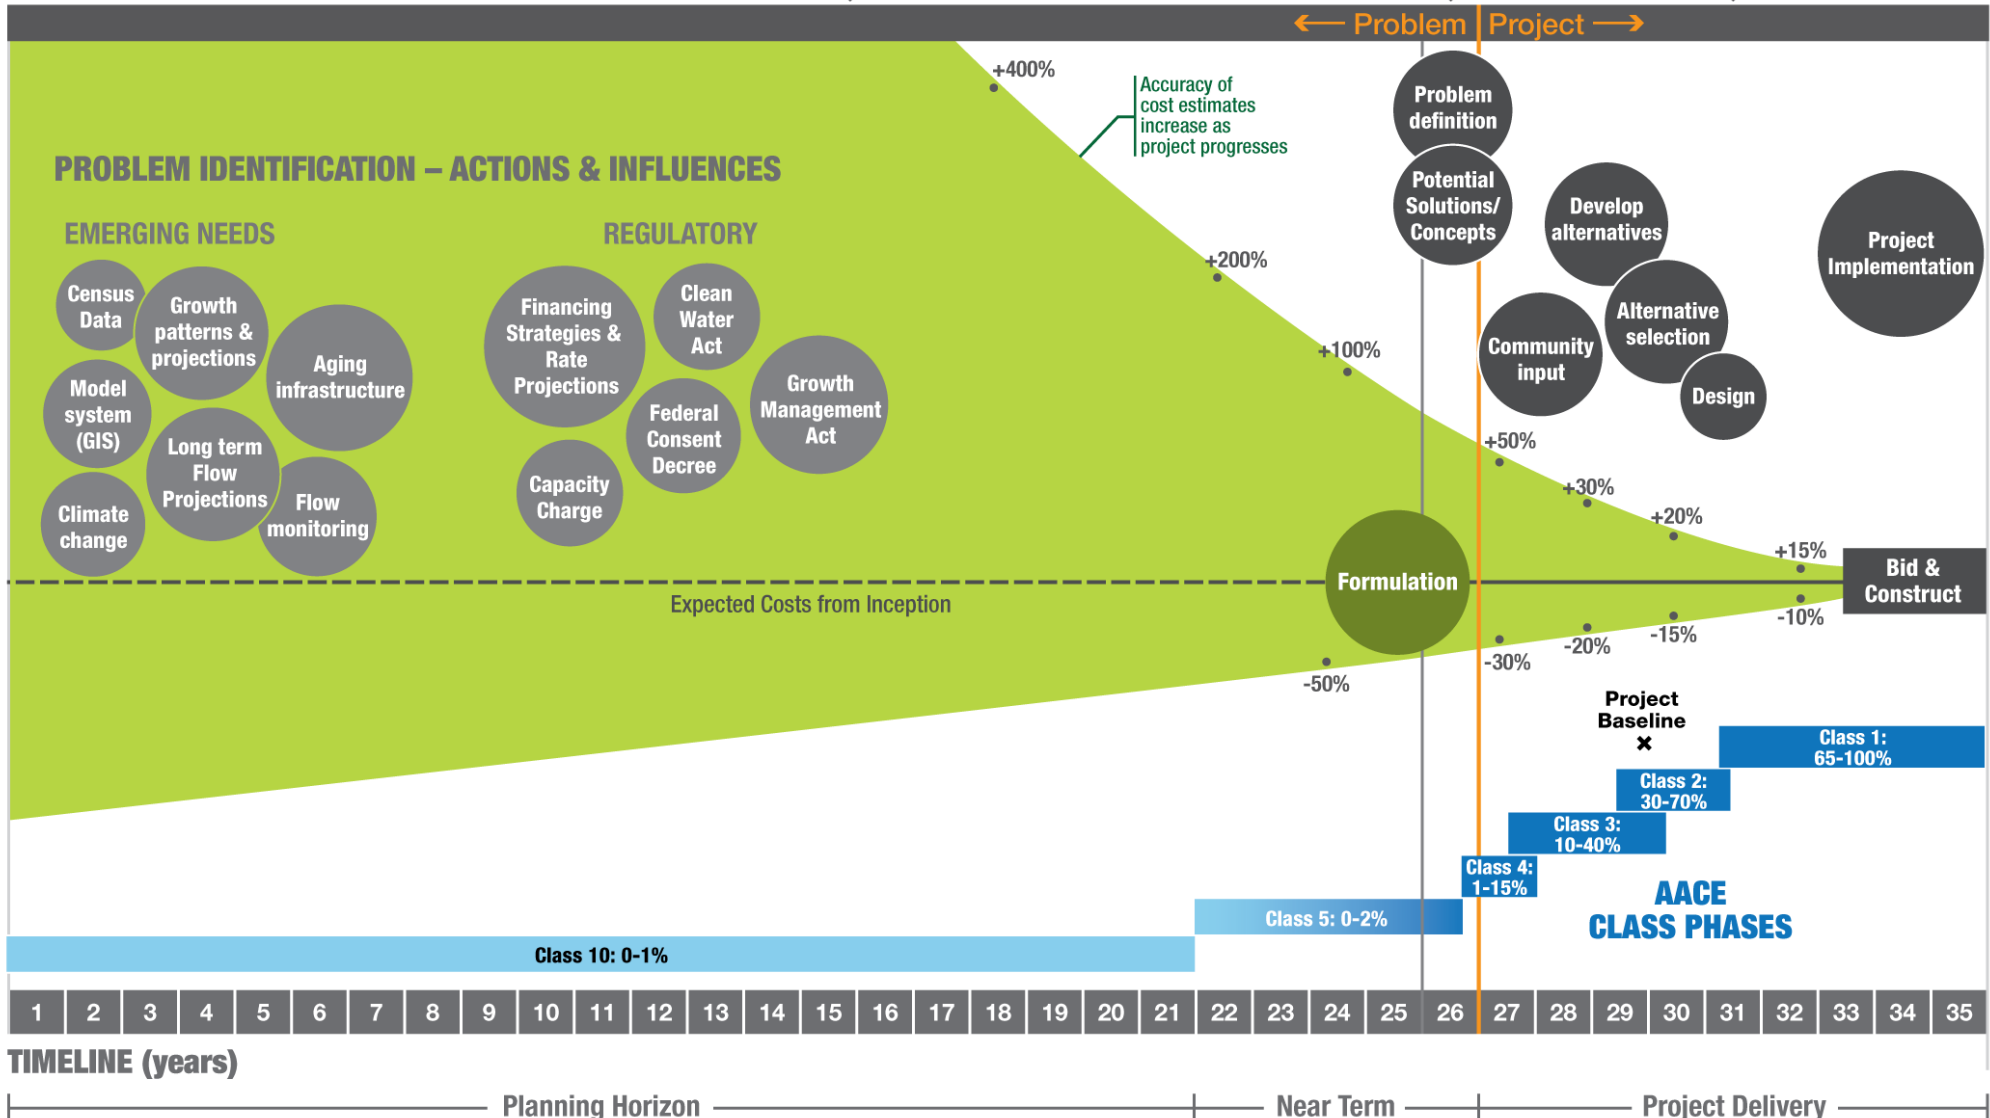 Problem
Project
+400%
Accuracy of
cost estimates
increase as
project progresses
Problem
definition
PROBLEM IDENTIFICATION – ACTIONS & INFLUENCES
Potential
Solutions/
Concepts
Develop
alternatives
Project
Implementation
EMERGING NEEDS
REGULATORY
+200%
Census
Data
Growth
patterns &
projections
Aging
infrastructure
Model
system
(GIS)
Long term
Flow
Projections
Flow
monitoring
Climate
change
Financing
Strategies &
Rate
Projections
Clean
Water
Act
Growth
Management
Act
Federal
Consent
Decree
Capacity
Charge
+100%
Community
input
Alternative
selection
Design
+50%
+30%
+20%
+15%
Formulation
Bid &
Construct
Expected Costs from Inception
-50%
-30%
-20%
-15%
-10%
Project
Baseline
Class 1:
65-100%
Class 2:
30-70%
Class 3:
10-40%
Class 4:
1-15%
AACE
CLASS PHASES
Class 5: 0-2%
Class 10: 0-1%
1 2 3 4 5 6 7 8 9 10 11 12 13 14 15 16 17 18 19 20 21 22 23 24 25 26 27 28 29 30 31 32 33 34 35
TIMELINE (years)
Planning Horizon
Near Term
Project Delivery